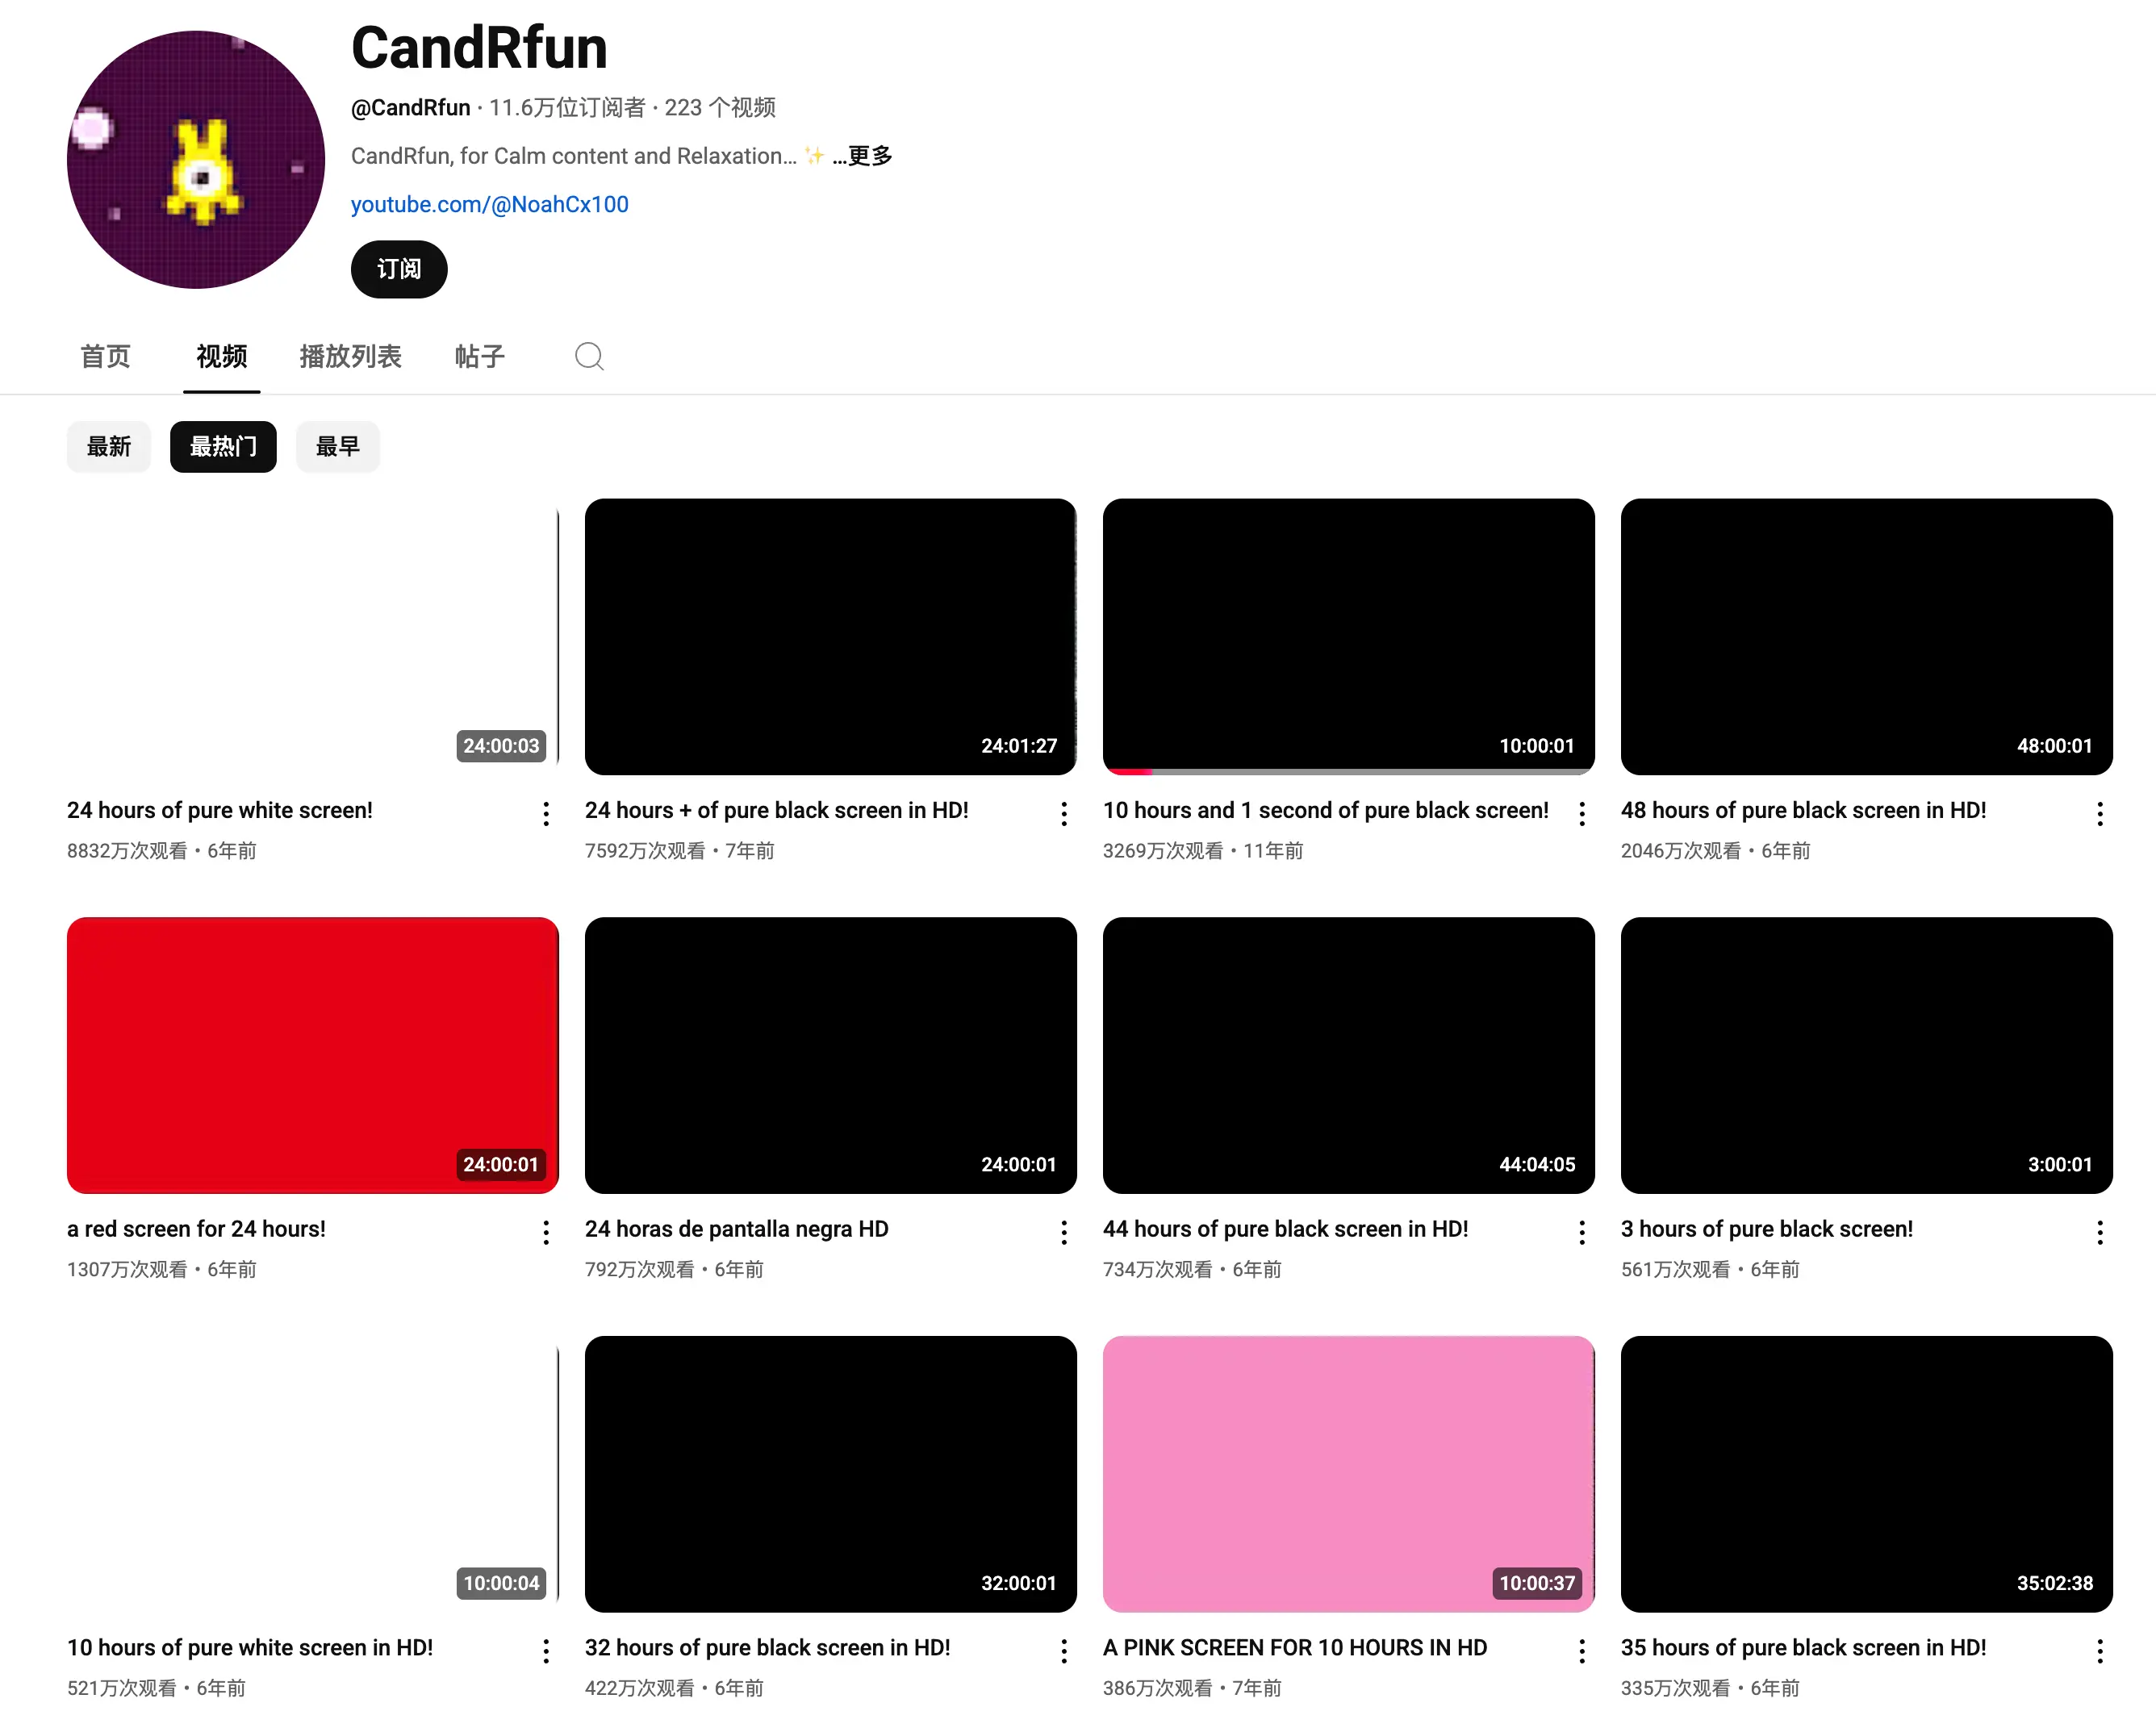 CandRfun
@CandRfun · 11.6万位订阅者 · 223 个视频
CandRfun, for Calm content and Relaxation... ✨ ...更多
youtube.com/@NoahCx100
订阅
首页 视频 播放列表 帖子
最新 最热门 最早
24:00:03 24:01:27 10:00:01 48:00:01
24 hours of pure white screen! 24 hours + of pure black screen in HD! 10 hours and 1 second of pure black screen! 48 hours of pure black screen in HD!
8832万次观看 • 6年前 7592万次观看 • 7年前 3269万次观看 • 11年前 2046万次观看 • 6年前
24:00:01 24:00:01 44:04:05 3:00:01
a red screen for 24 hours! 24 horas de pantalla negra HD 44 hours of pure black screen in HD! 3 hours of pure black screen!
1307万次观看 • 6年前 792万次观看 • 6年前 734万次观看 • 6年前 561万次观看 • 6年前
10:00:04 32:00:01 10:00:37 35:02:38
10 hours of pure white screen in HD! 32 hours of pure black screen in HD! A PINK SCREEN FOR 10 HOURS IN HD 35 hours of pure black screen in HD!
521万次观看 • 6年前 422万次观看 • 6年前 386万次观看 • 7年前 335万次观看 • 6年前